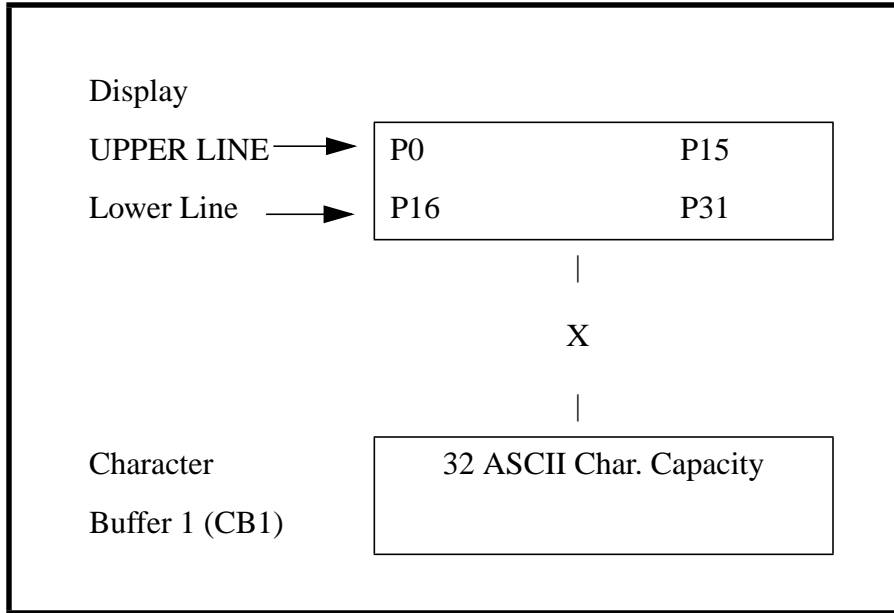 Display
UPPER LINE P0 P15
Lower Line P16 P31
|
X
|
Character 32 ASCII Char. Capacity
Buffer 1 (CB1)